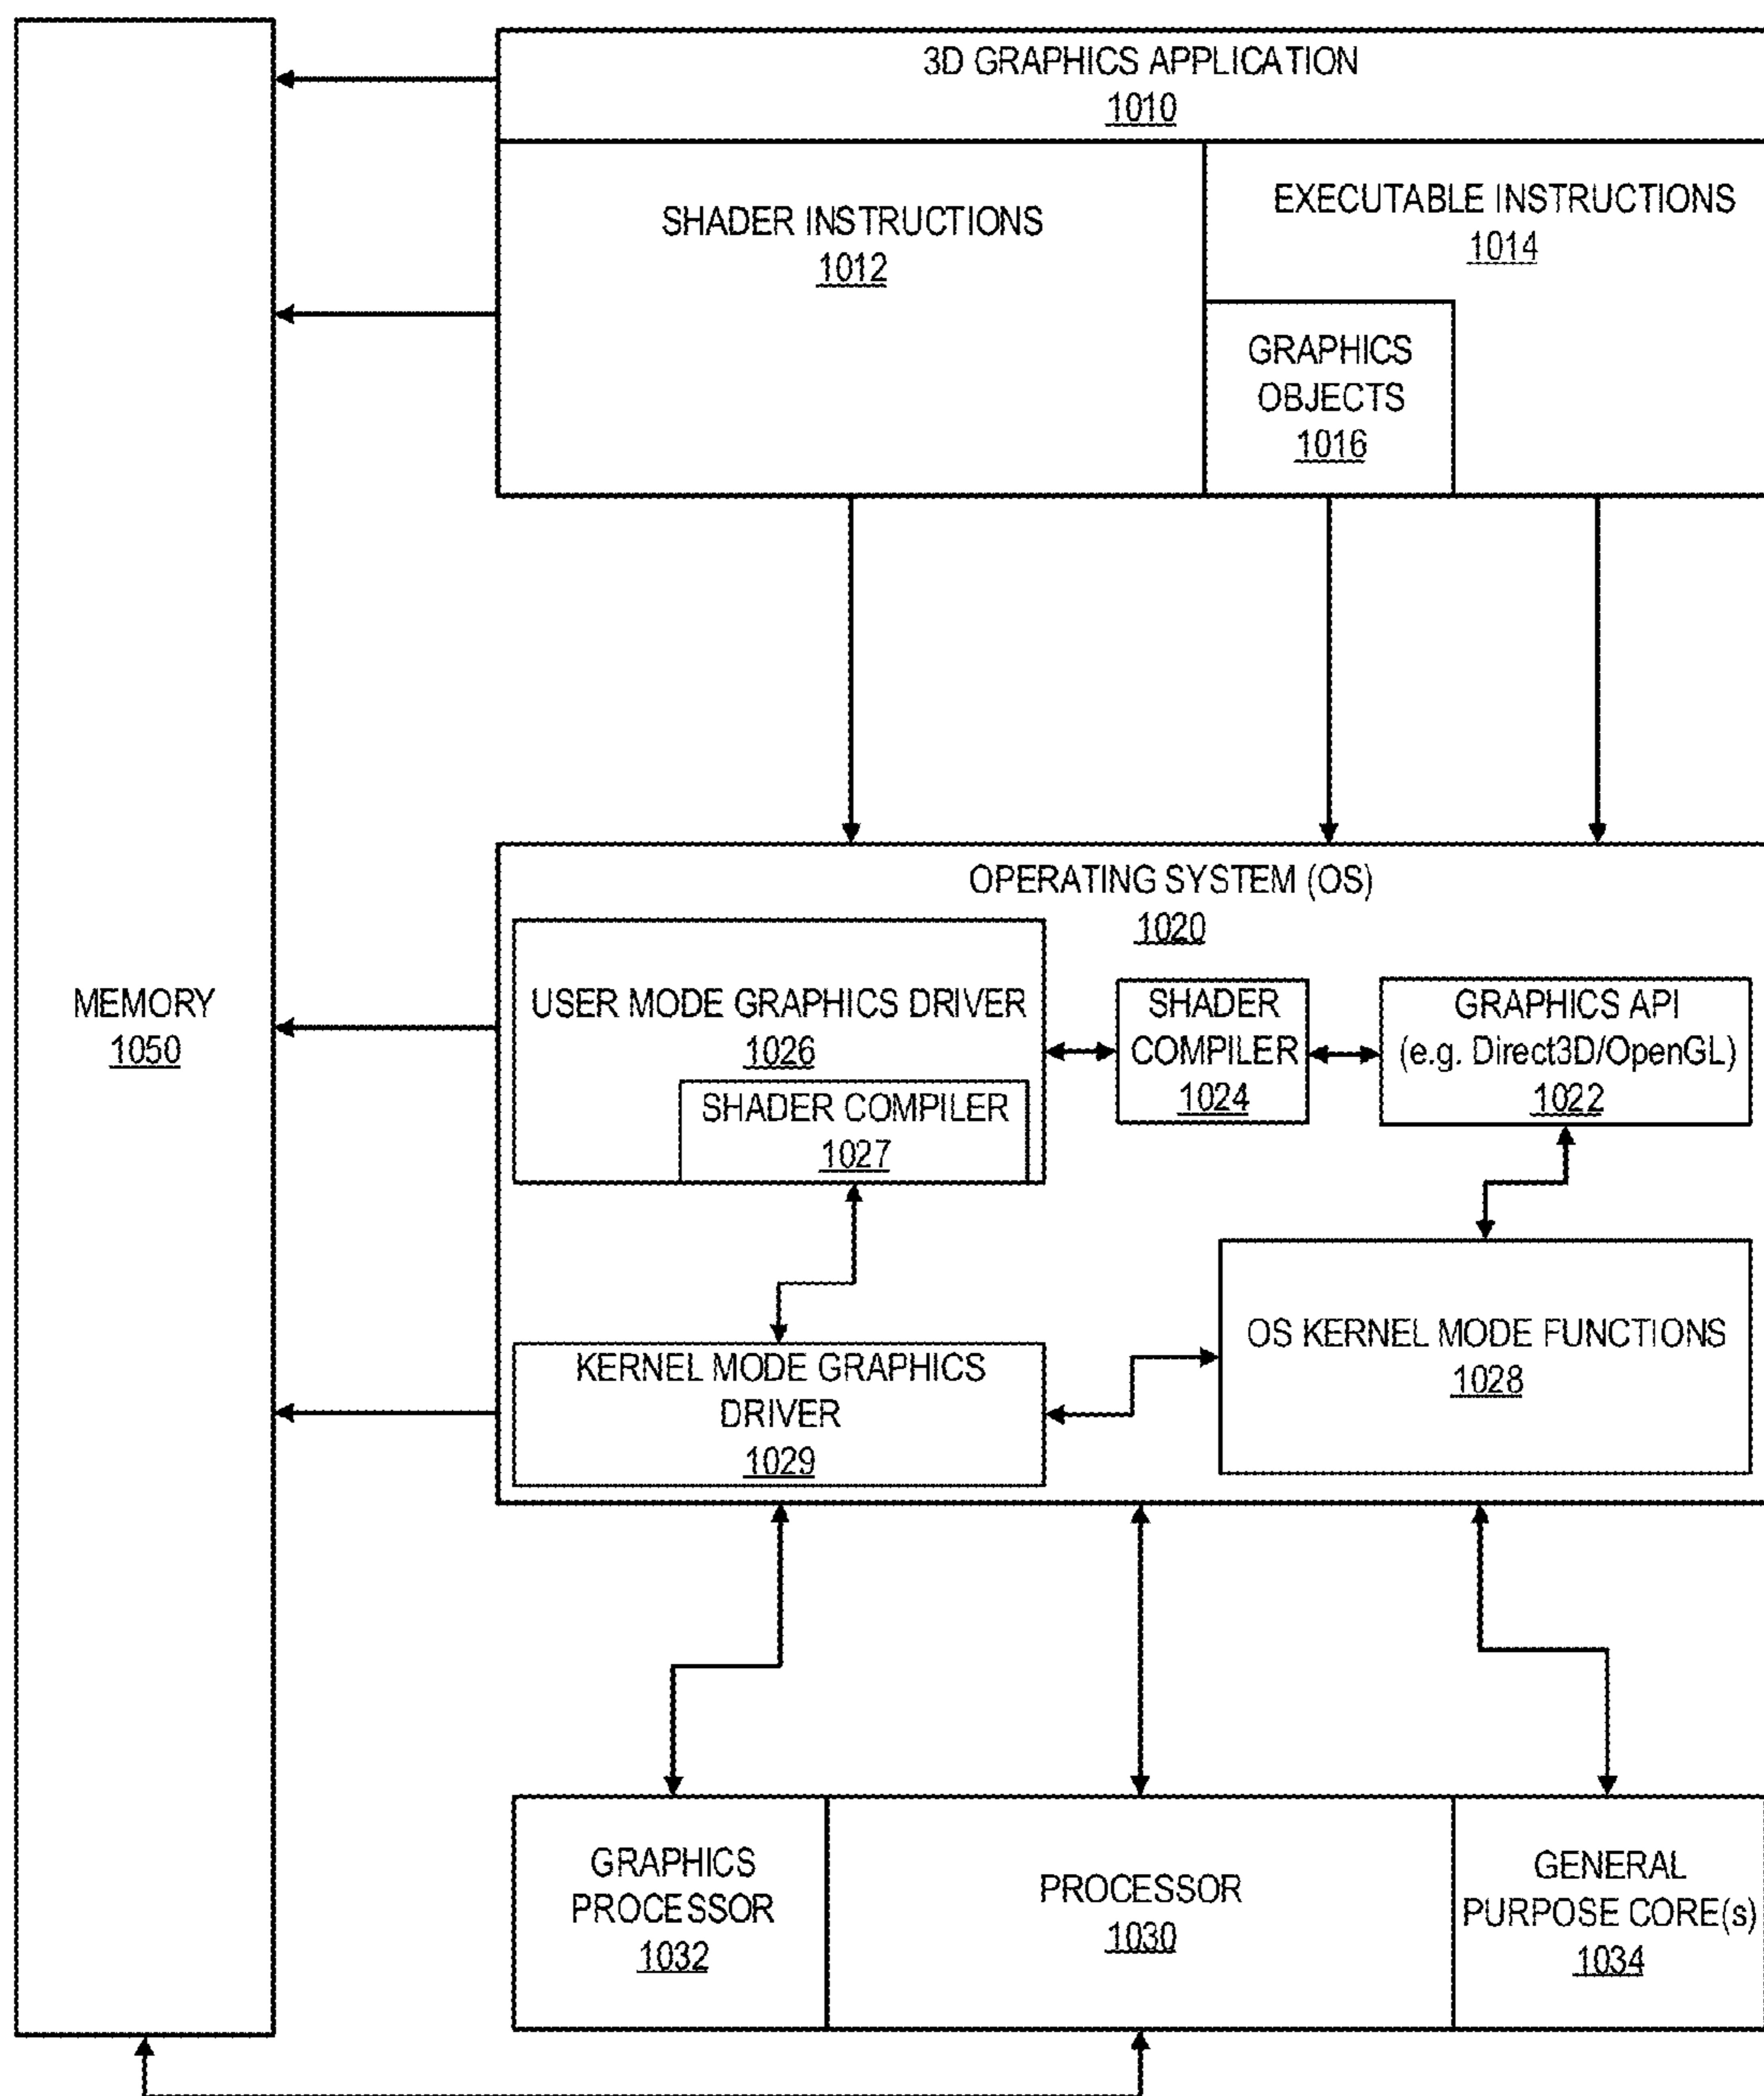 3D GRAPHICS APPLICATION
1010
SHADER INSTRUCTIONS
1012
EXECUTABLE INSTRUCTIONS
1014
GRAPHICS
OBJECTS
1016
OPERATING SYSTEM (OS)
1020
USER MODE GRAPHICS DRIVER
1026
SHADER COMPILER
1027
SHADER
COMPILER
1024
GRAPHICS API
(e.g. Direct3D/OpenGL)
1022
MEMORY
1050
OS KERNEL MODE FUNCTIONS
1028
KERNEL MODE GRAPHICS
DRIVER
1029
GRAPHICS
PROCESSOR
1032
PROCESSOR
1030
GENERAL
PURPOSE CORE(s)
1034